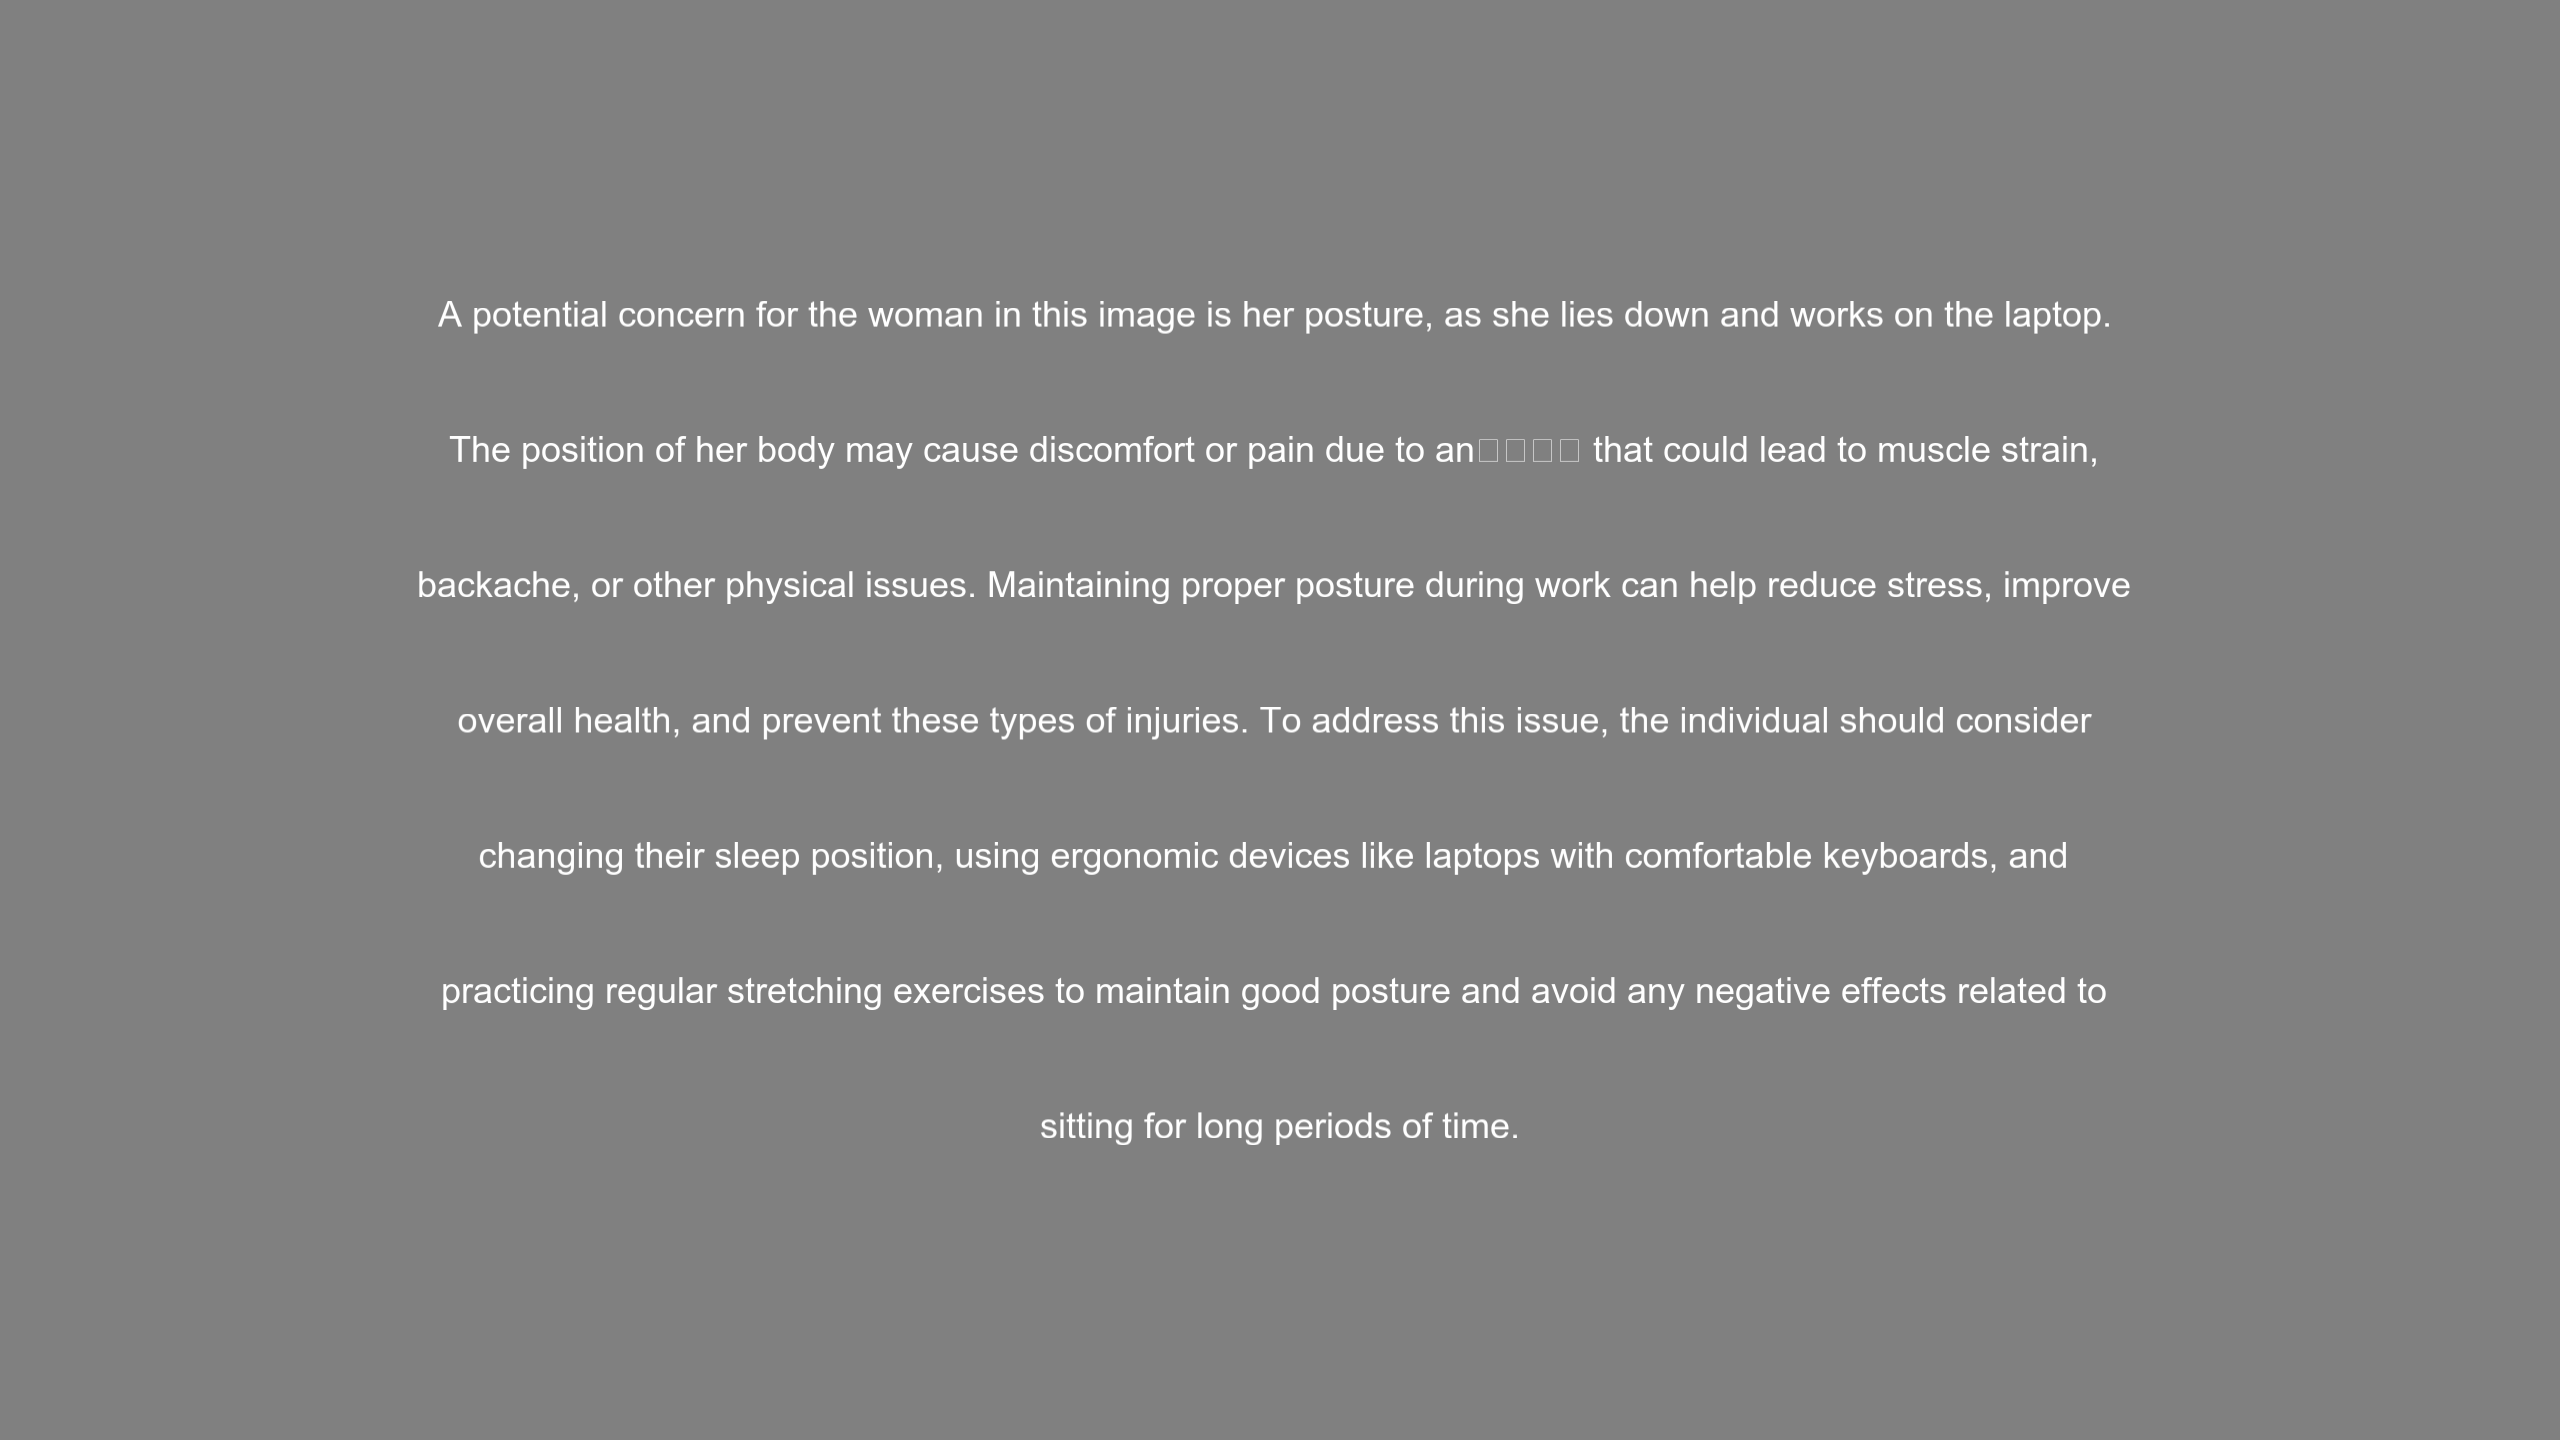 A potential concern for the woman in this image is her posture, as she lies down and works on the laptop.
The position of her body may cause discomfort or pain due to an□□□□ that could lead to muscle strain,
backache, or other physical issues. Maintaining proper posture during work can help reduce stress, improve
overall health, and prevent these types of injuries. To address this issue, the individual should consider
changing their sleep position, using ergonomic devices like laptops with comfortable keyboards, and
practicing regular stretching exercises to maintain good posture and avoid any negative effects related to
sitting for long periods of time.